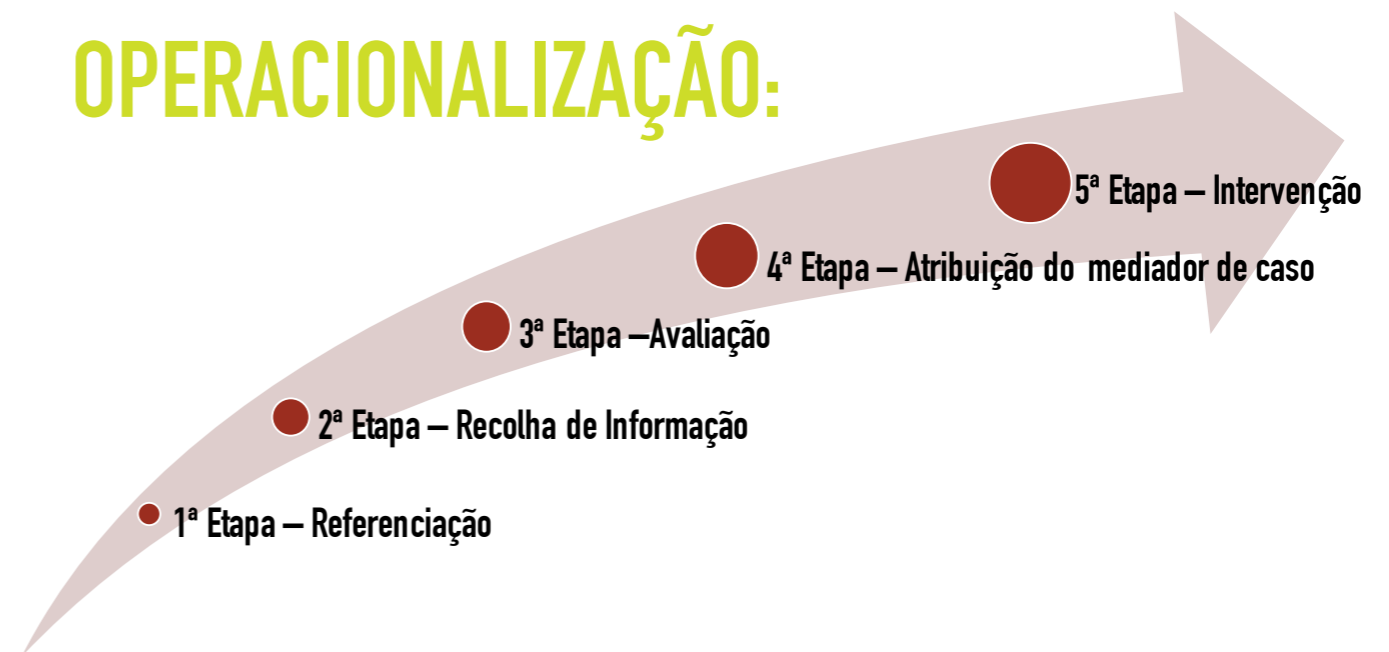 OPERACIONALIZAÇÃO:
5ª Etapa – Intervenção
4ª Etapa – Atribuição do mediador de caso
3ª Etapa –Avaliação
2ª Etapa – Recolha de Informação
1ª Etapa – Referenciação